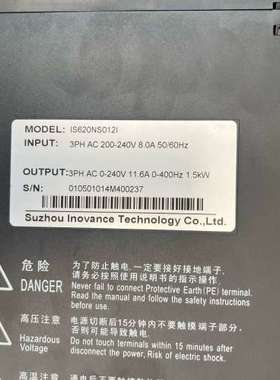 MODEL: IS620NS012I
INPUT: 3PH AC 200-240V 8.0A 50/60Hz
OUTPUT: 3PH AC 0-240V 11.6A 0-400Hz 1.5kW
S/N: 010501014M400237
Suzhou Inovance Technology Co.,Ltd.
危险 为了防止触电,一定要接好接地端子.
请遵循使用说明书的指示操作.
DANGER Never fail to connect Protective Earth(PE) terminal.
Read the manual and follow the safety instructions
before use.
高压注意 电源切断后15分钟内不要触摸端子部分,
否则可能导致触电.
Hazardous Do not touch terminals within 15 minutes after
Voltage disconnect the power, Risk of electric shock.